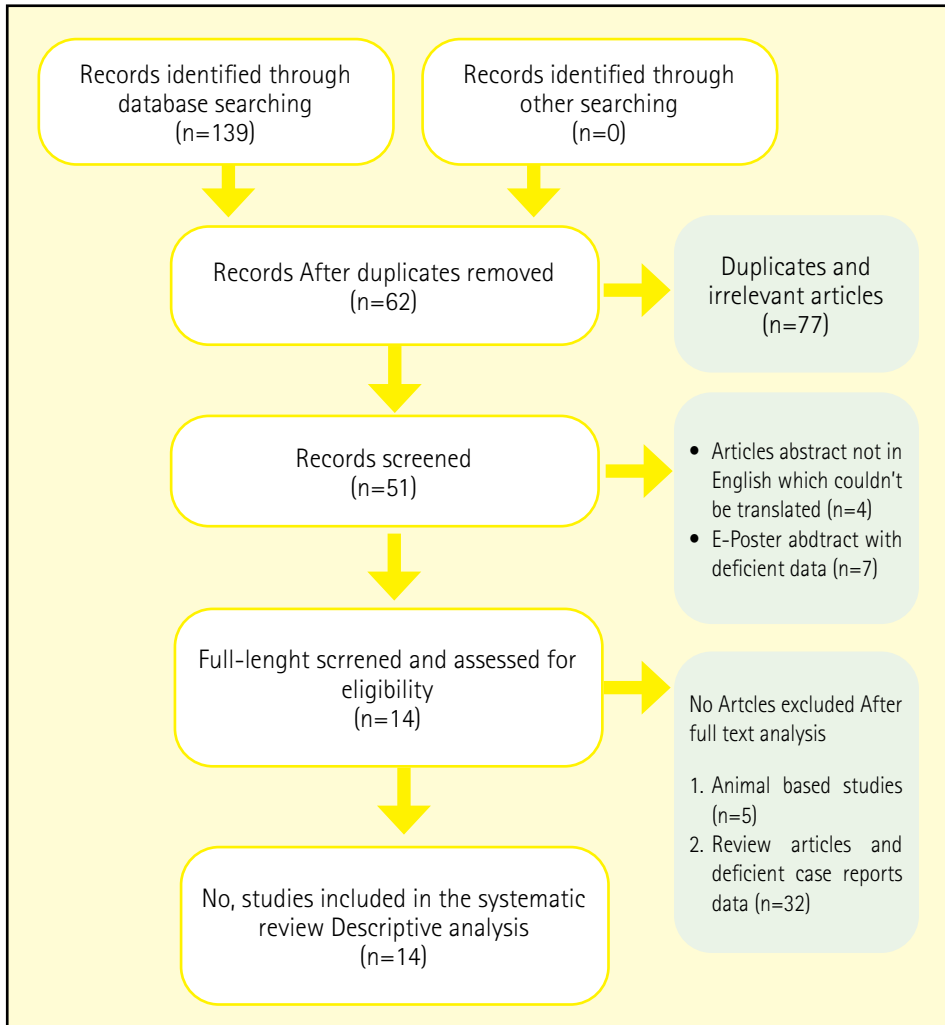 Records identified through
database searching
(n=139)
Records identified through
other searching
(n=0)
Records After duplicates removed
(n=62)
Duplicates and
irrelevant articles
(n=77)
Records screened
(n=51)
• Articles abstract not in
English which couldn't
be translated (n=4)
• E-Poster abdtract with
deficient data (n=7)
Full-lenght scrrened and assessed for
eligibility
(n=14)
No Artcles excluded After
full text analysis
1. Animal based studies
(n=5)
2. Review articles and
deficient case reports
data (n=32)
No, studies included in the systematic
review Descriptive analysis
(n=14)